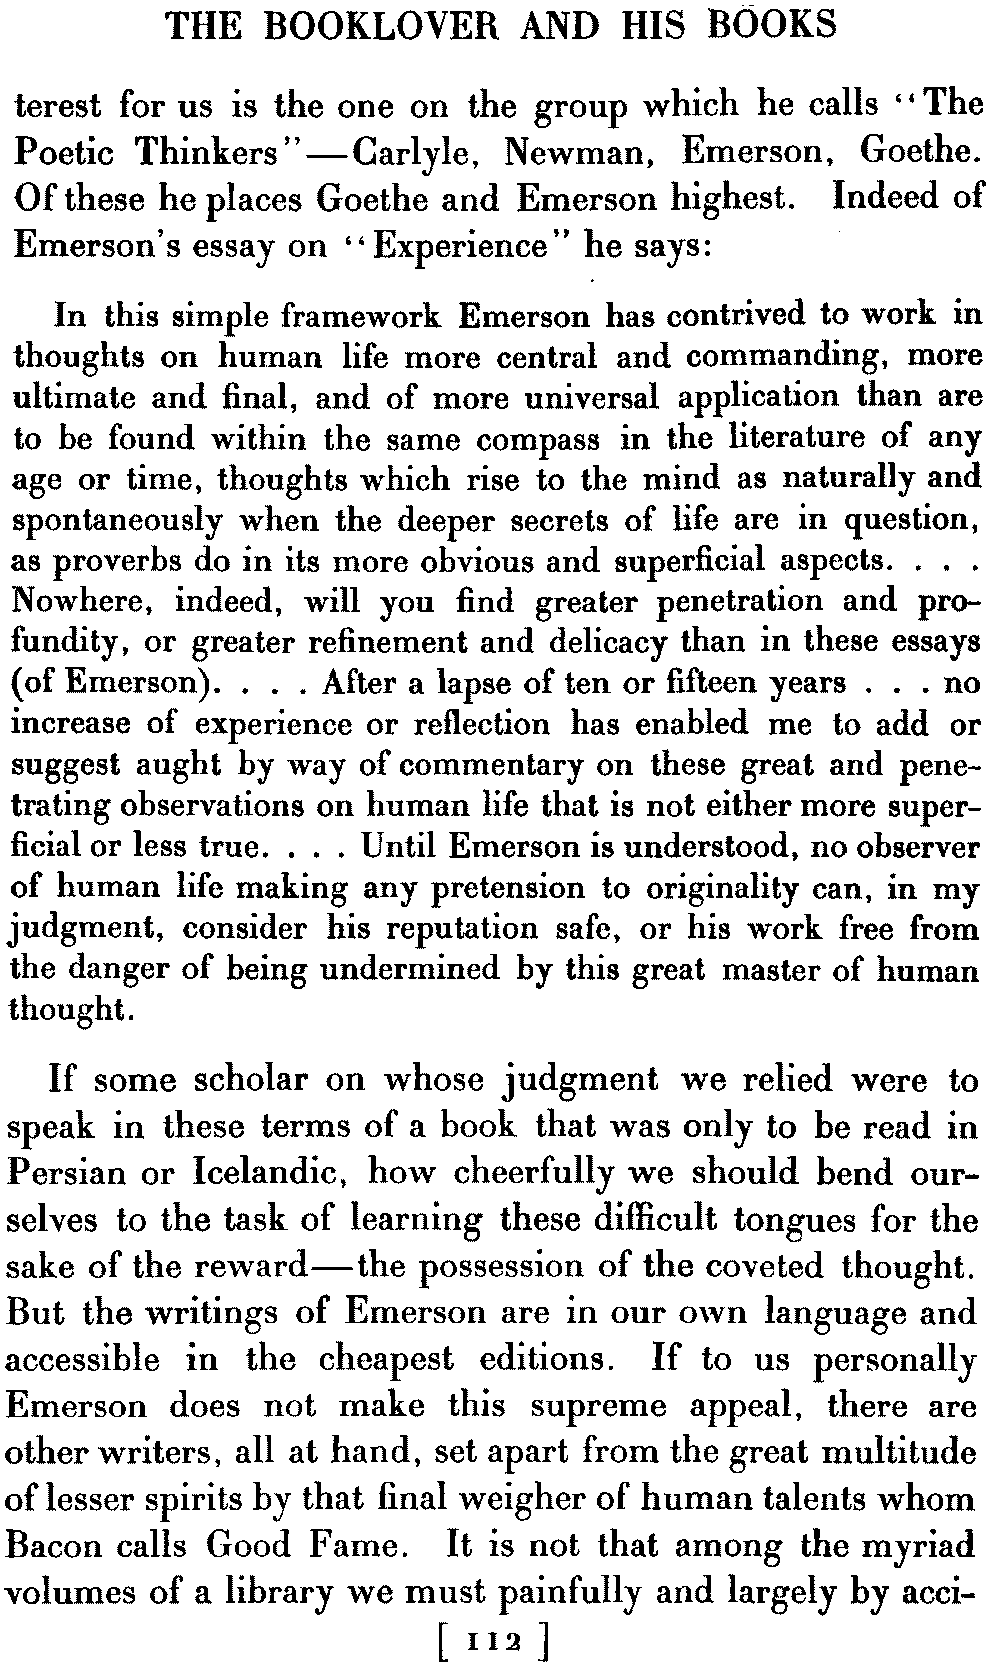 THE BOOKLOVER AND HIS BOOKS
terest for us is the one on the group which he calls "The
Poetic Thinkers"—Carlyle, Newman, Emerson, Goethe.
Of these he places Goethe and Emerson highest. Indeed of
Emerson's essay on "Experience" he says:
In this simple framework Emerson has contrived to work in
thoughts on human life more central and commanding, more
ultimate and final, and of more universal application than are
to be found within the same compass in the literature of any
age or time, thoughts which rise to the mind as naturally and
spontaneously when the deeper secrets of life are in question,
as proverbs do in its more obvious and superficial aspects. . . .
Nowhere, indeed, will you find greater penetration and pro-
fundity, or greater refinement and delicacy than in these essays
(of Emerson). . . . After a lapse of ten or fifteen years . . . no
increase of experience or reflection has enabled me to add or
suggest aught by way of commentary on these great and pene-
trating observations on human life that is not either more super-
ficial or less true. . . . Until Emerson is understood, no observer
of human life making any pretension to originality can, in my
judgment, consider his reputation safe, or his work free from
the danger of being undermined by this great master of human
thought.
If some scholar on whose judgment we relied were to
speak in these terms of a book that was only to be read in
Persian or Icelandic, how cheerfully we should bend our-
selves to the task of learning these difficult tongues for the
sake of the reward—the possession of the coveted thought.
But the writings of Emerson are in our own language and
accessible in the cheapest editions. If to us personally
Emerson does not make this supreme appeal, there are
other writers, all at hand, set apart from the great multitude
of lesser spirits by that final weigher of human talents whom
Bacon calls Good Fame. It is not that among the myriad
volumes of a library we must painfully and largely by acci-
[ 112 ]